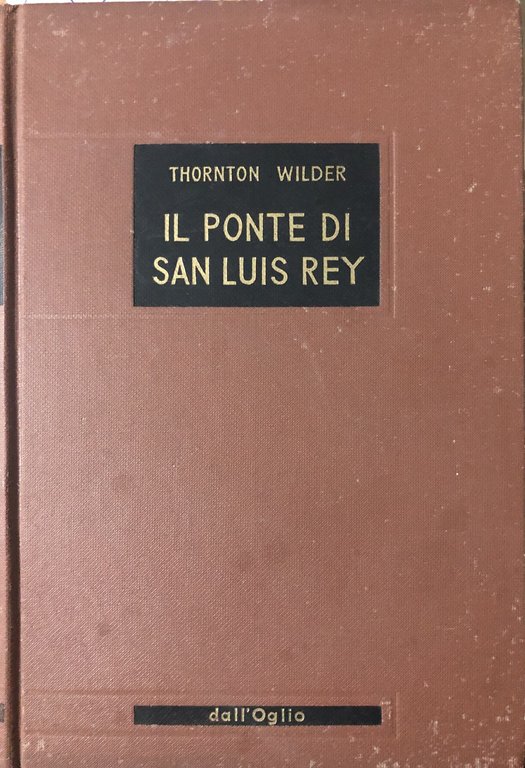 THORNTON WILDER
IL PONTE DI
SAN LUIS REY
dall'Oglio